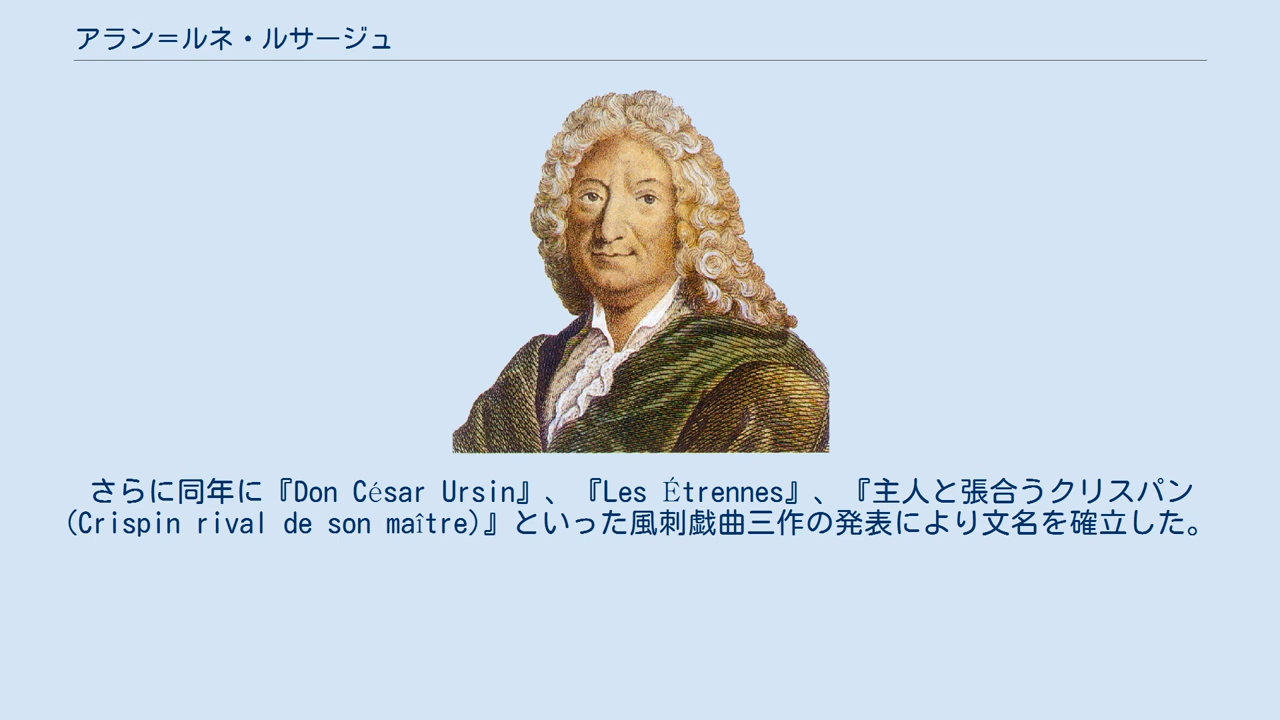 アラン＝ルネ・ルサージュ
さらに同年に『Don César Ursin』、『Les Étrennes』、『主人と張合うクリスパン
(Crispin rival de son maître)』といった風刺戯曲三作の発表により文名を確立した。